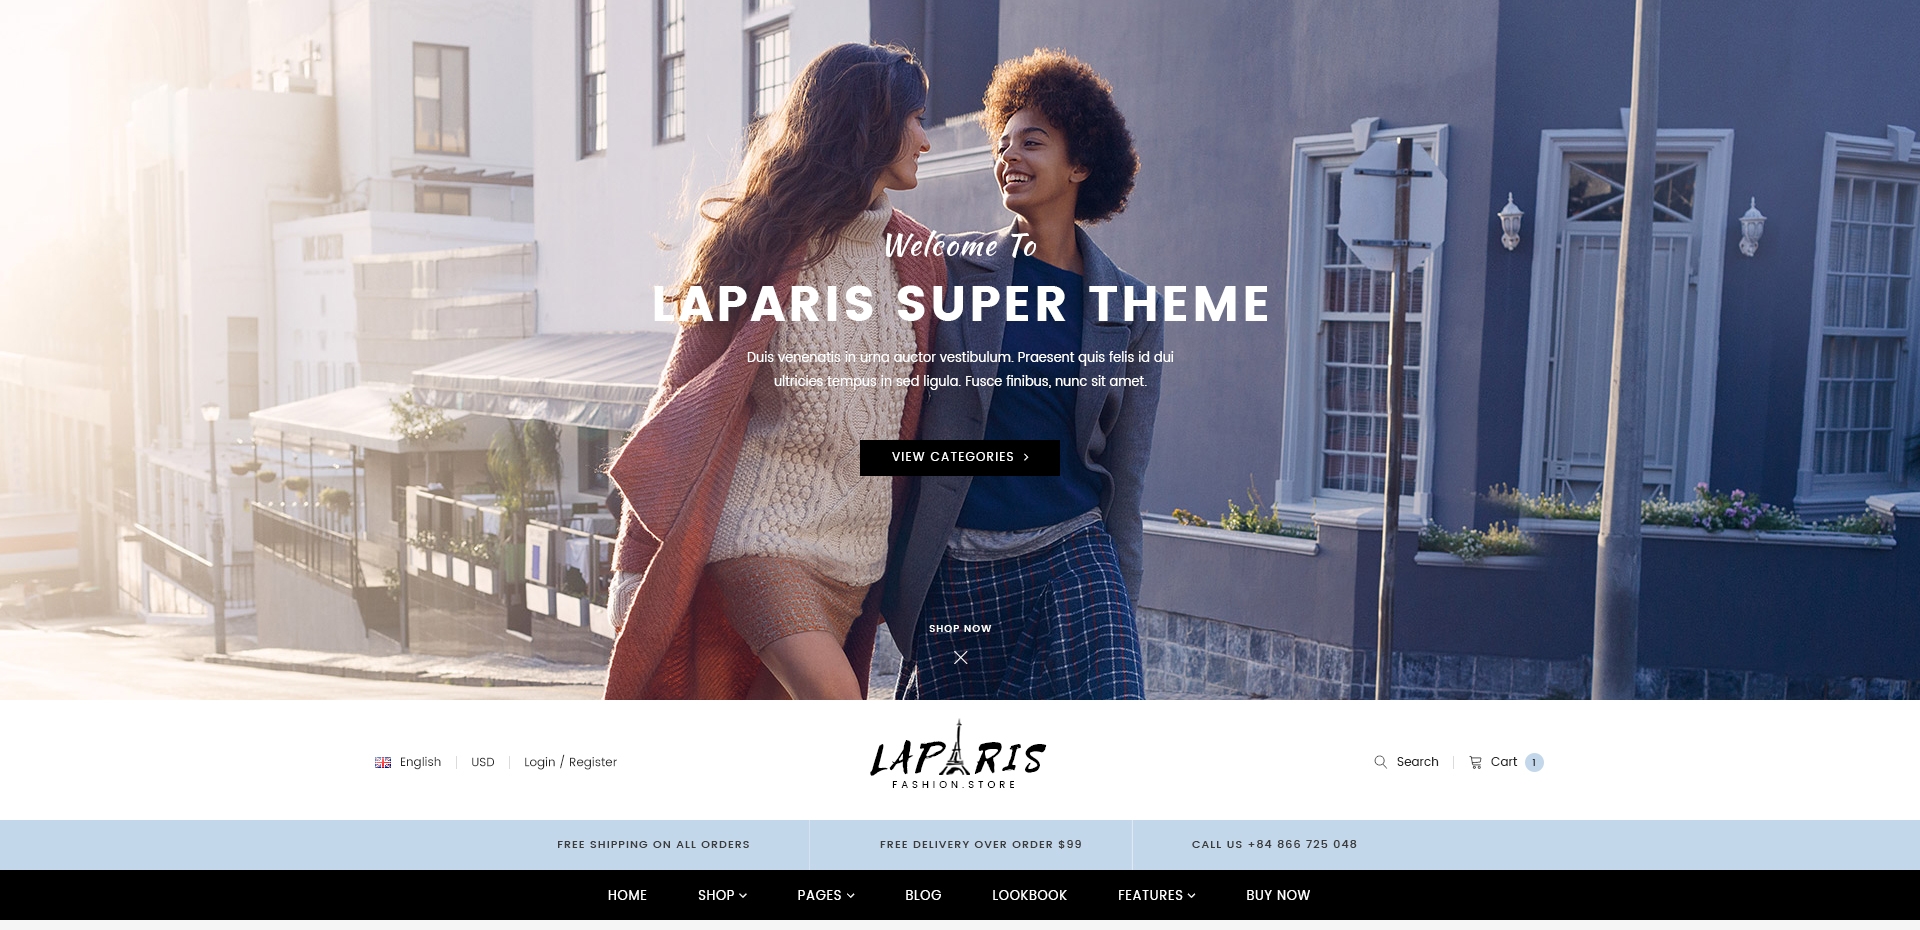 Welcome To
LAPARIS SUPER THEME
Duis venenatis in urna auctor vestibulum. Praesent quis felis id dui
ultricies tempus in sed ligula. Fusce finibus, nunc sit amet.
VIEW CATEGORIES
SHOP NOW
English
USD
Login / Register
LAPARIS
FASHION.STORE
Search
Cart 1
FREE SHIPPING ON ALL ORDERS
FREE DELIVERY OVER ORDER $99
CALL US +84 866 725 048
HOME SHOP PAGES BLOG LOOKBOOK FEATURES BUY NOW